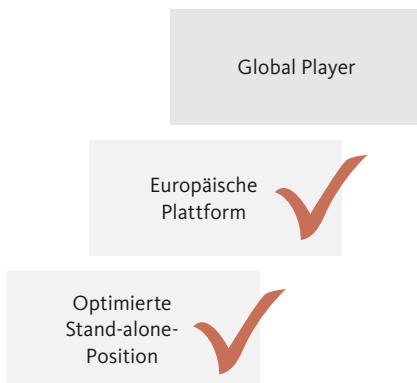 Global Player
Europäische
Plattform
Optimierte
Stand-alone-
Position